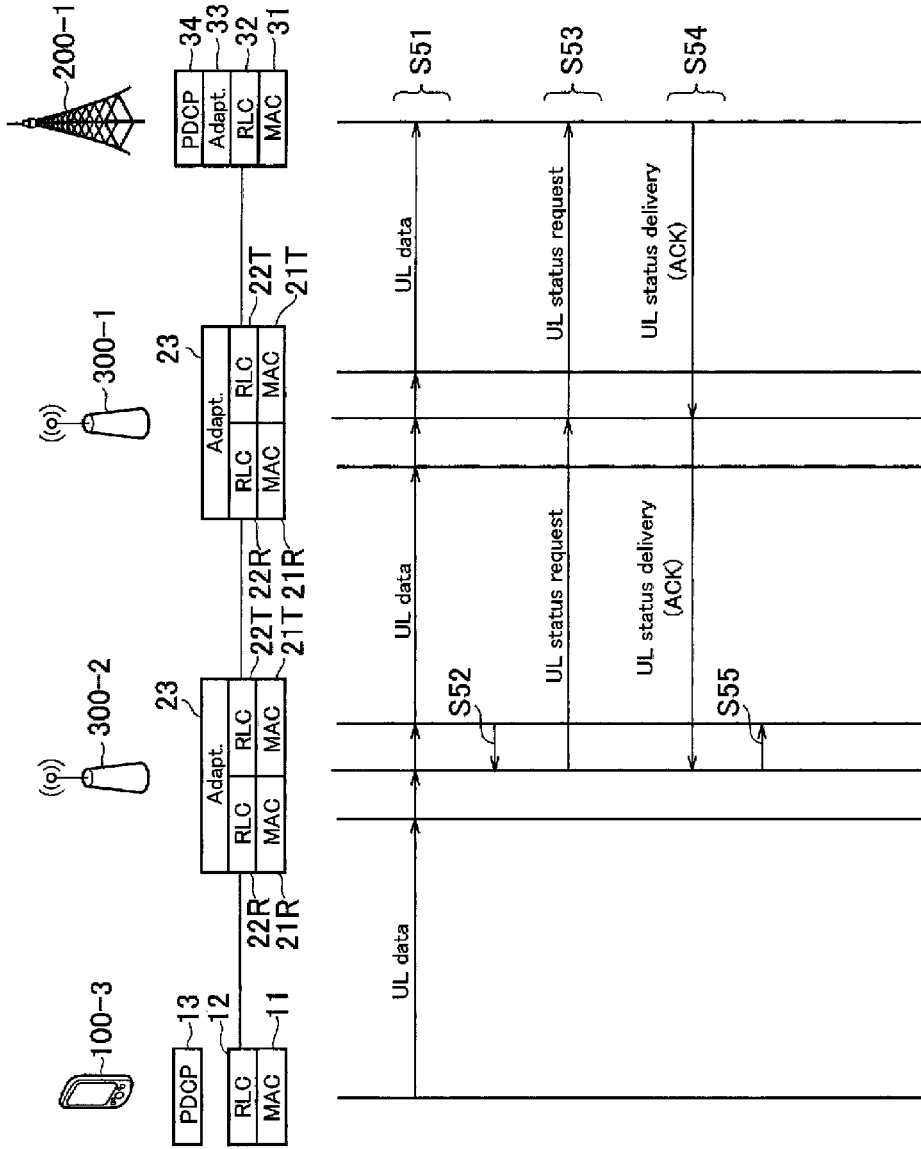 100-3
300-2
300-1
200-1
13
PDCP
12
RLC
MAC
11
23
Adapt.
RLC
RLC
MAC
MAC
22R
21R
22T
21T
23
Adapt.
RLC
RLC
MAC
MAC
22R
21R
22T
21T
PDCP
Adapt.
RLC
MAC
34
33
32
31
UL data
UL data
UL data
S51
S52
UL status request
UL status request
S53
UL status delivery
(ACK)
UL status delivery
(ACK)
S54
S55